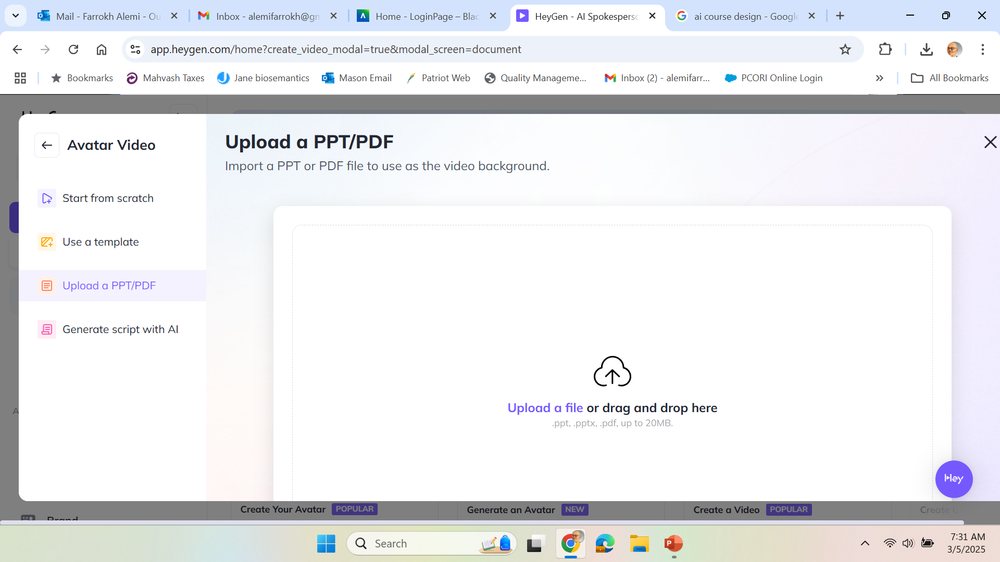 Mail - Farrokh Alemi - Ou
Inbox - alemifarrokh@gm
Home - LoginPage – Blac
HeyGen - AI Spokesperso
ai course design - Google
app.heygen.com/home?create_video_modal=true&modal_screen=document
Bookmarks
Mahvash Taxes
Jane biosemantics
Mason Email
Patriot Web
Quality Manageme...
Inbox (2) - alemifarr...
PCORI Online Login
All Bookmarks
Avatar Video
Start from scratch
Use a template
Upload a PPT/PDF
Generate script with AI
Upload a PPT/PDF
Import a PPT or PDF file to use as the video background.
Upload a file or drag and drop here
.ppt, .pptx, .pdf, up to 20MB.
Hey
Create Your Avatar POPULAR
Generate an Avatar NEW
Create a Video POPULAR
Create
Brand
Search
7:31 AM
3/5/2025